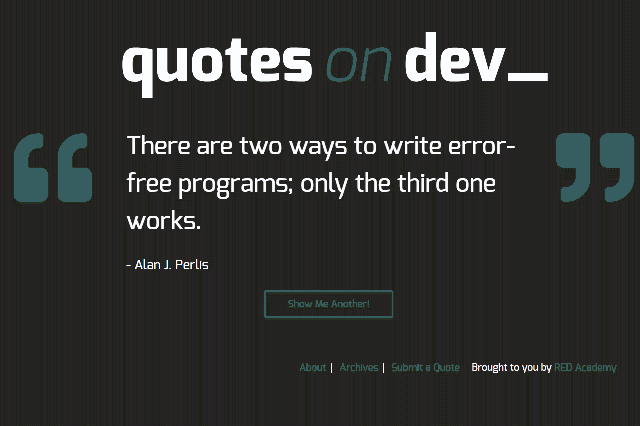 quotes on dev_
There are two ways to write error-
free programs; only the third one
works.
- Alan J. Perlis
Show Me Another!
About | Archives | Submit a Quote Brought to you by RED Academy